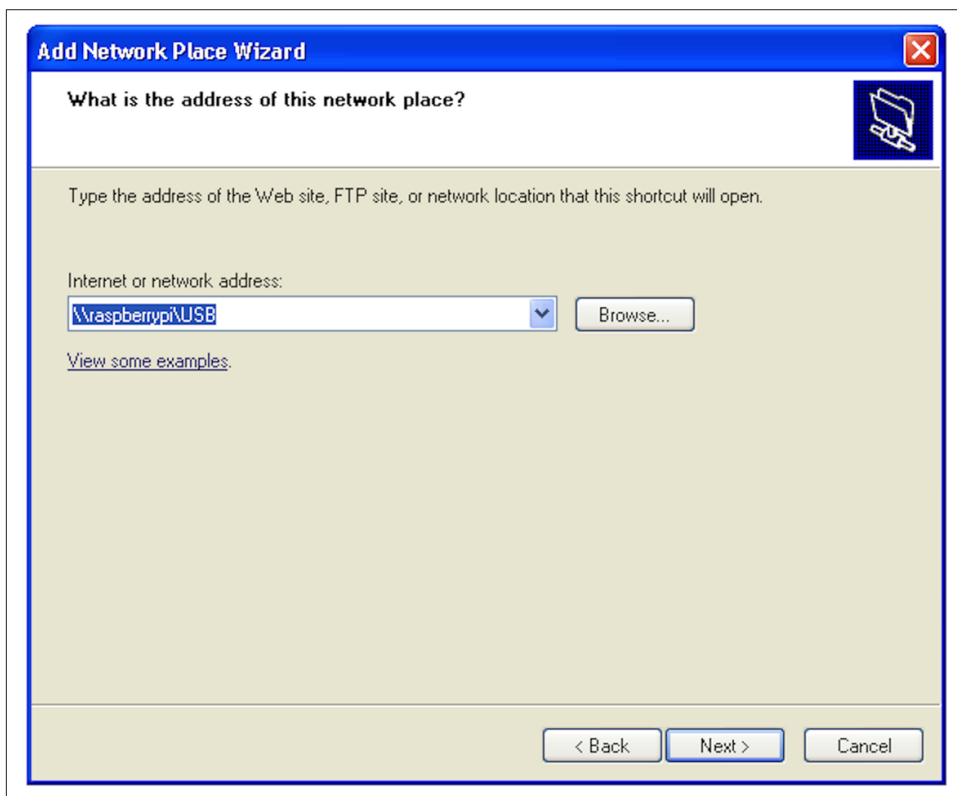 Add Network Place Wizard
What is the address of this network place?
Type the address of the Web site, FTP site, or network location that this shortcut will open.
Internet or network address:
\\raspberrypi\USB
Browse...
View some examples.
< Back
Next >
Cancel